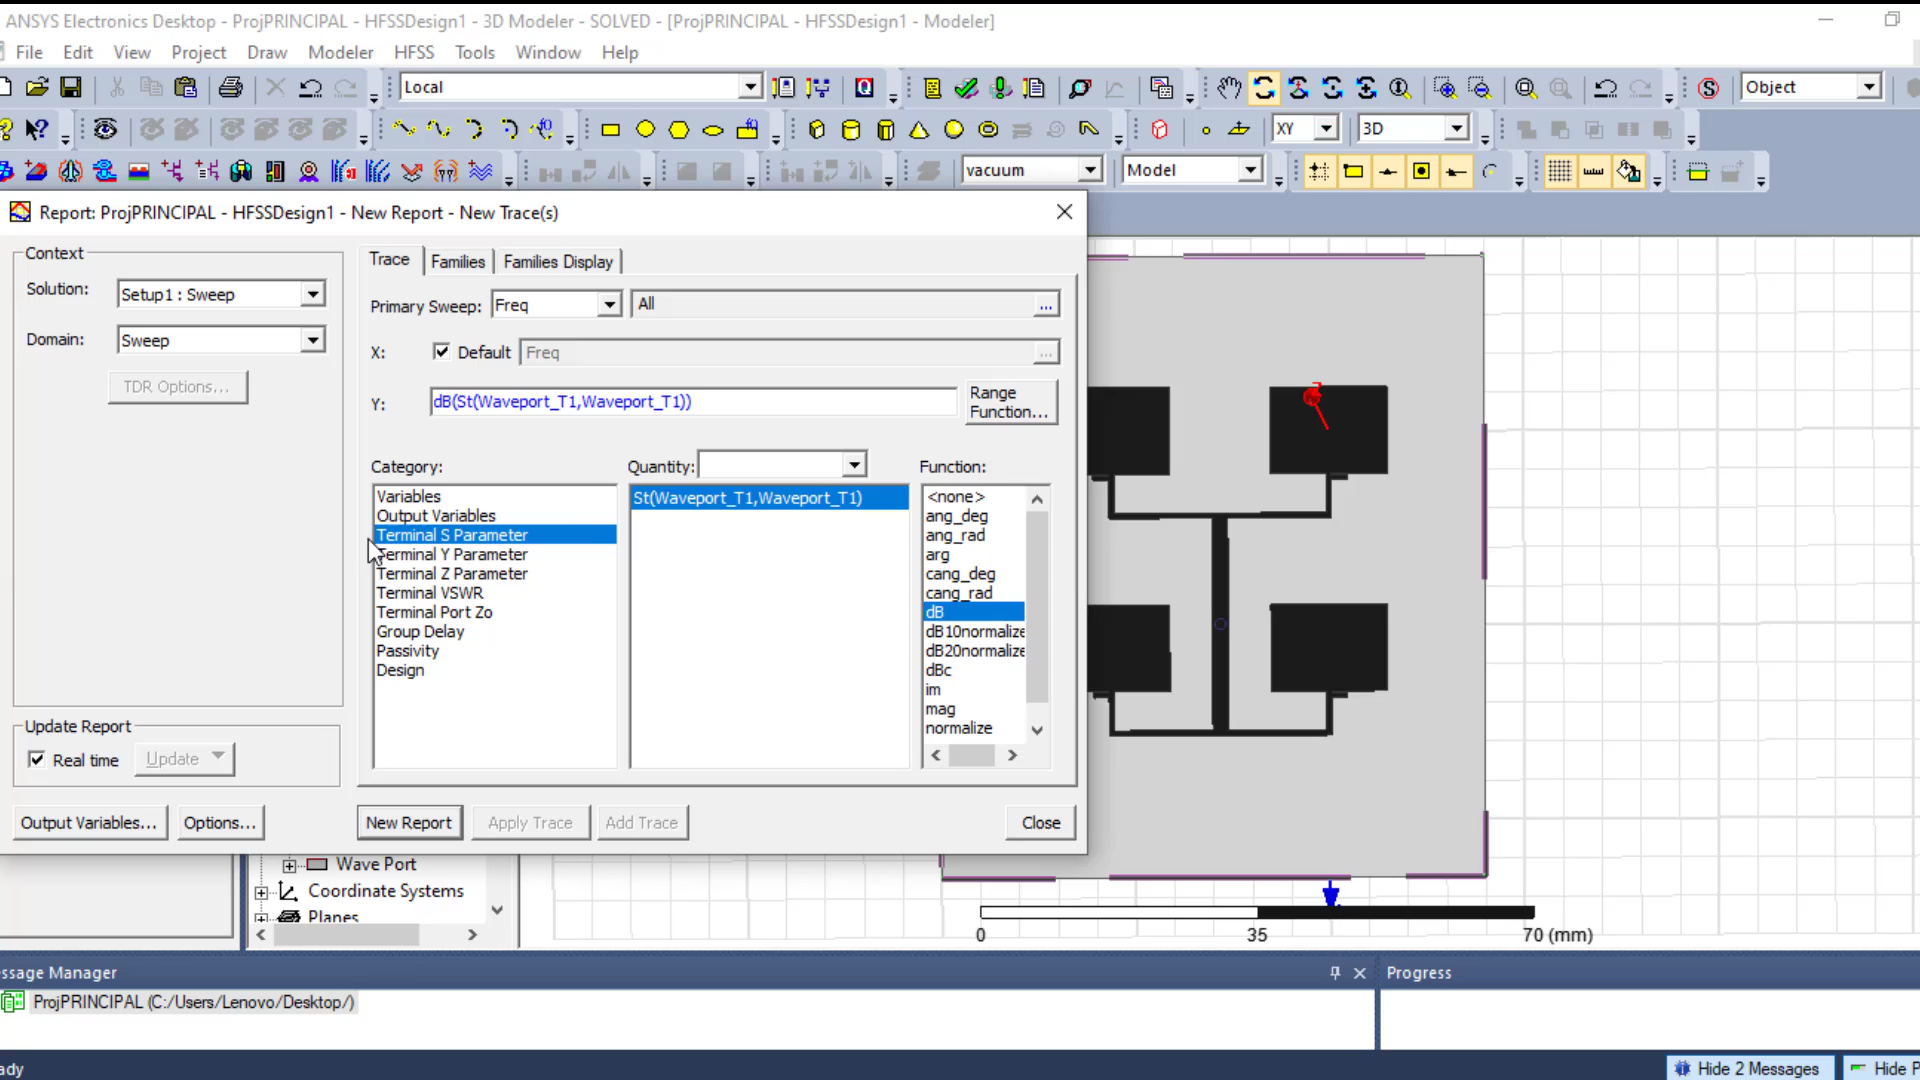 ANSYS Electronics Desktop - ProjPRINCIPAL - HFSSDesign1 - 3D Modeler - SOLVED - [ProjPRINCIPAL - HFSSDesign1 - Modeler]
File Edit View Project Draw Modeler HFSS Tools Window Help
Local Object
XY 3D
vacuum Model
Report: ProjPRINCIPAL - HFSSDesign1 - New Report - New Trace(s)
Context
Solution: Setup1 : Sweep
Domain: Sweep
TDR Options...
Trace Families Families Display
Primary Sweep: Freq All ...
X: Default Freq ...
Y: dB(St(Waveport_T1,Waveport_T1))
Range
Function...
Category: Quantity: Function:
Variables
Output Variables
Terminal S Parameter
Terminal Y Parameter
Terminal Z Parameter
Terminal VSWR
Terminal Port Zo
Group Delay
Passivity
Design
St(Waveport_T1,Waveport_T1)
<none>
ang_deg
ang_rad
arg
cang_deg
cang_rad
dB
dB10normalize
dB20normalize
dBc
im
mag
normalize
Update Report
Real time Update
Output Variables... Options... New Report Apply Trace Add Trace Close
Wave Port
Coordinate Systems
Planes
0 35 70 (mm)
ssage Manager Progress
ProjPRINCIPAL (C:/Users/Lenovo/Desktop/)
ady Hide 2 Messages Hide P